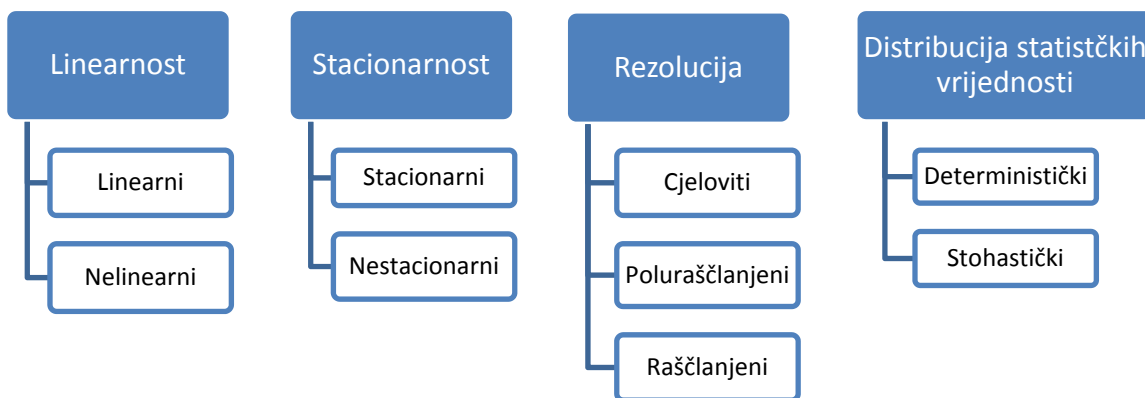 Linearnost
Linearni
Nelinearni
Stacionarnost
Stacionarni
Nestacionarni
Rezolucija
Cjeloviti
Poluraščlanjeni
Raščlanjeni
Distribucija statistčkih
vrijednosti
Deterministički
Stohastički